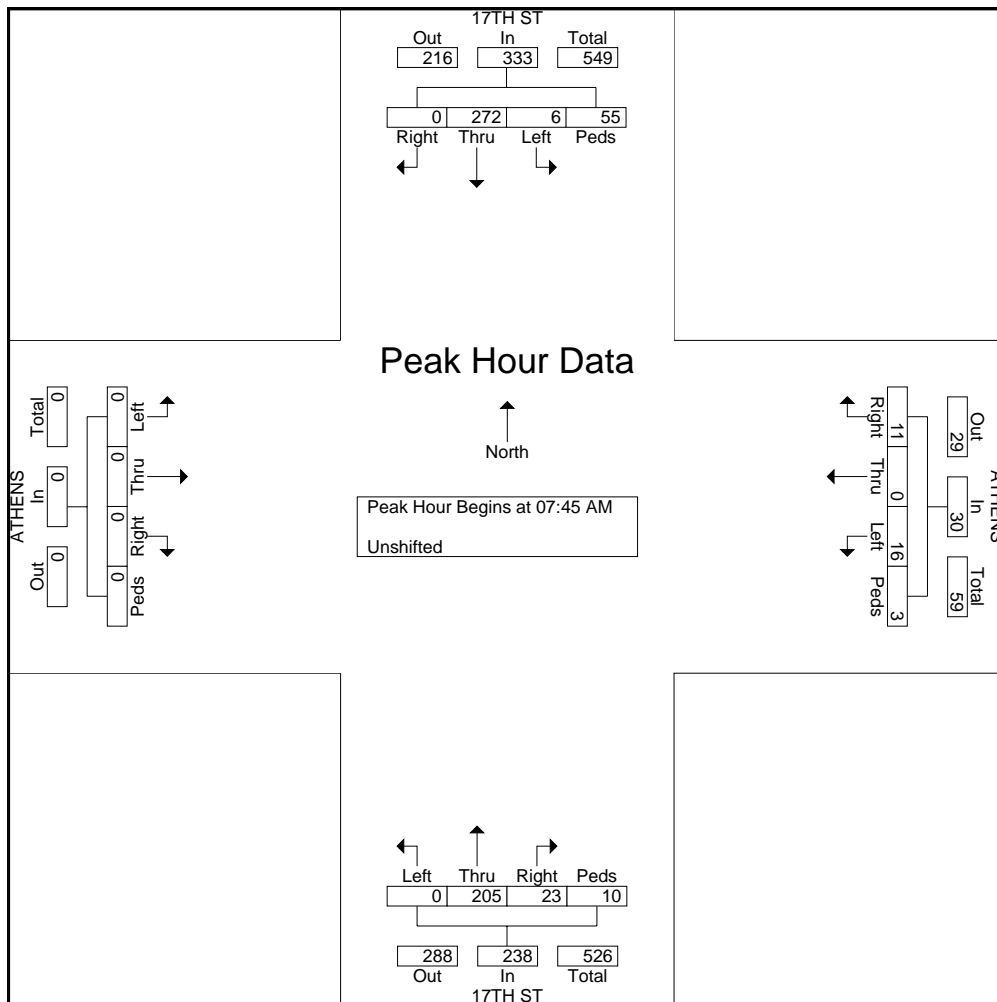 17TH ST
Out In Total
216 333 549
0 272 6 55
Right Thru Left Peds
Peak Hour Data
North
Peak Hour Begins at 07:45 AM
Unshifted
ATHENS
Total In Out
0 0 0
0 0 0 0
Left Thru Right Peds
ATHENS
Out In Total
29 30 59
11 0 16 3
Right Thru Left Peds
Left Thru Right Peds
0 205 23 10
288 238 526
Out In Total
17TH ST